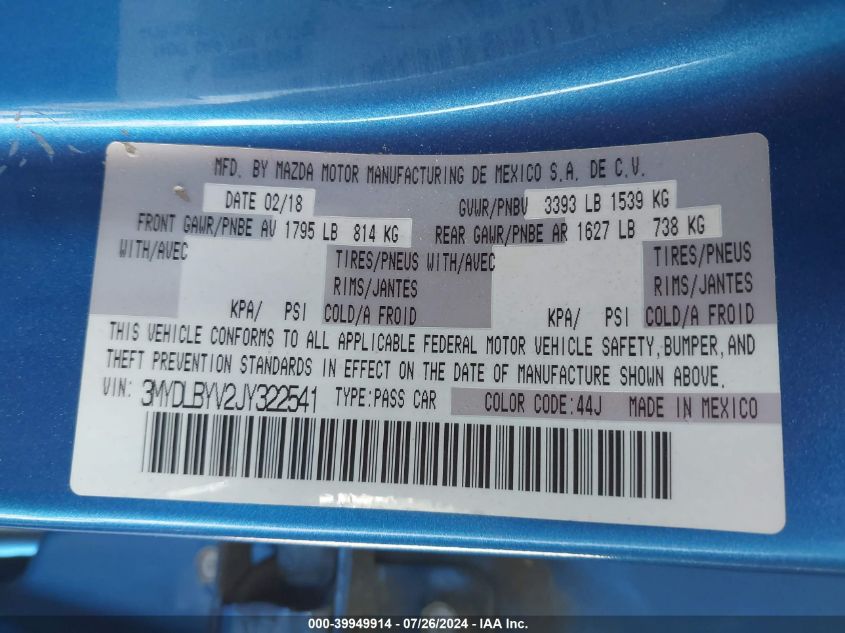 MFD. BY MAZDA MOTOR MANUFACTURING DE MEXICO S.A. DE C.V.
DATE 02/18 GVWR/PNBV 3393 LB 1539 KG
FRONT GAWR/PNBE AV 1795 LB 814 KG REAR GAWR/PNBE AR 1627 LB 738 KG
WITH/AVEC TIRES/PNEUS WITH/AVEC TIRES/PNEUS
RIMS/JANTES RIMS/JANTES
KPA/ PSI COLD/A FROID KPA/ PSI COLD/A FROID
THIS VEHICLE CONFORMS TO ALL APPLICABLE FEDERAL MOTOR VEHICLE SAFETY, BUMPER, AND
THEFT PREVENTION STANDARDS IN EFFECT ON THE DATE OF MANUFACTURE SHOWN ABOVE.
VIN: 3MYDLBYV2JY322541 TYPE:PASS CAR COLOR CODE:44J MADE IN MEXICO
000-39949914 - 07/26/2024 - IAA, Inc.